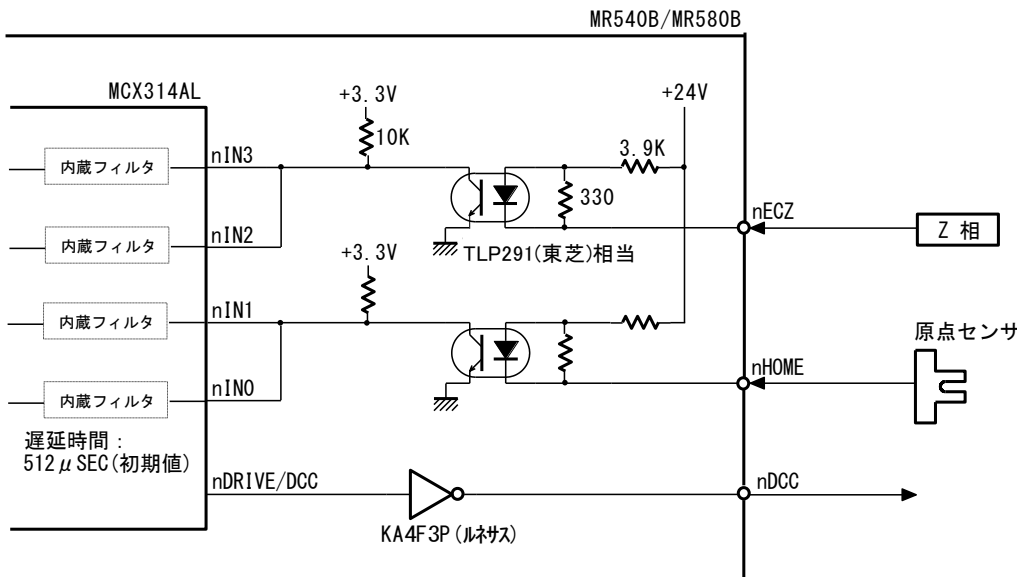 MR540B/MR580B
MCX314AL
+3.3V
+24V
10K
3.9K
内蔵フィルタ
nIN3
330
nECZ
Z 相
内蔵フィルタ
nIN2
TLP291(東芝)相当
+3.3V
内蔵フィルタ
nIN1
原点センサ
nHOME
内蔵フィルタ
nIN0
遅延時間：
512μSEC(初期値)
nDRIVE/DCC
nDCC
KA4F3P(ルネサス)